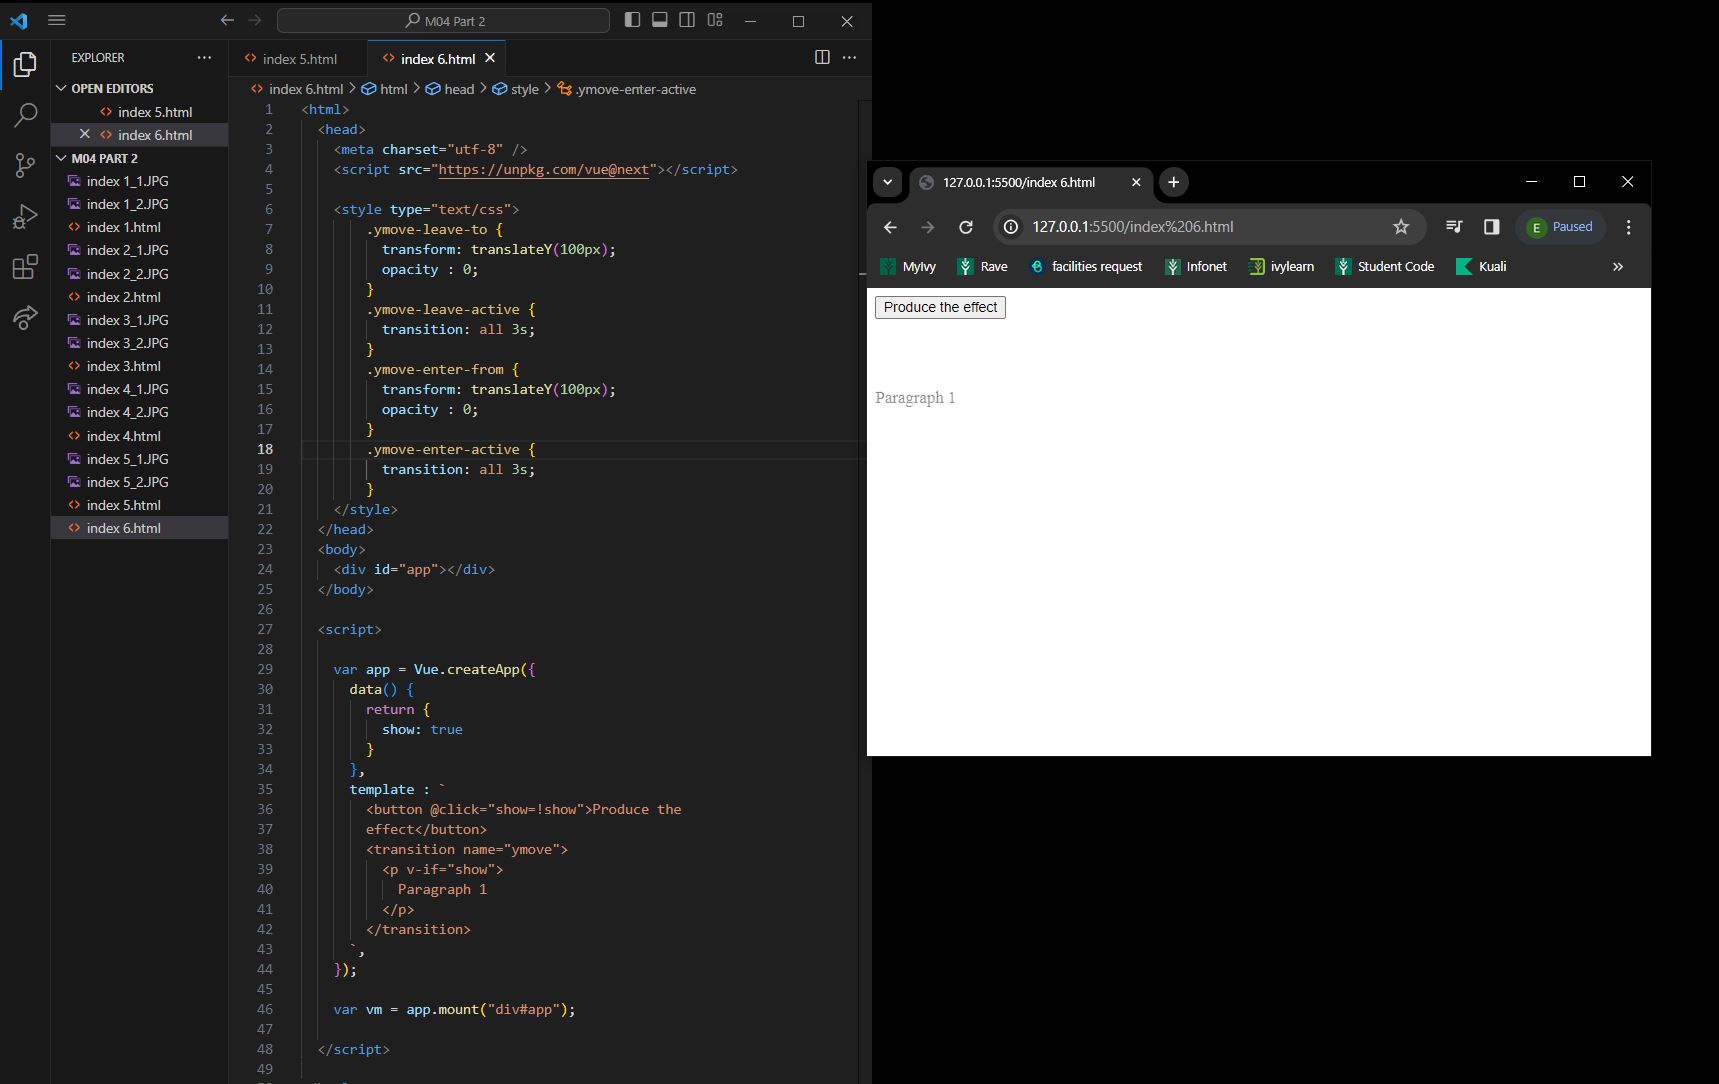 M04 Part 2
EXPLORER
OPEN EDITORS
index 5.html
index 6.html
M04 PART 2
index 1_1.JPG
index 1_2.JPG
index 1.html
index 2_1.JPG
index 2_2.JPG
index 2.html
index 3_1.JPG
index 3_2.JPG
index 3.html
index 4_1.JPG
index 4_2.JPG
index 4.html
index 5_1.JPG
index 5_2.JPG
index 5.html
index 6.html
index 5.html
index 6.html
index 6.html > html > head > style > .ymove-enter-active
1 <html>
2 <head>
3 <meta charset="utf-8" />
4 <script src="https://unpkg.com/vue@next"></script>
5
6 <style type="text/css">
7 .ymove-leave-to {
8 transform: translateY(100px);
9 opacity : 0;
10 }
11 .ymove-leave-active {
12 transition: all 3s;
13 }
14 .ymove-enter-from {
15 transform: translateY(100px);
16 opacity : 0;
17 }
18 .ymove-enter-active {
19 transition: all 3s;
20 }
21 </style>
22 </head>
23 <body>
24 <div id="app"></div>
25 </body>
26
27 <script>
28
29 var app = Vue.createApp({
30 data() {
31 return {
32 show: true
33 }
34 },
35 template : `
36 <button @click="show=!show">Produce the
37 effect</button>
38 <transition name="ymove">
39 <p v-if="show">
40 Paragraph 1
41 </p>
42 </transition>
43 `,
44 });
45
46 var vm = app.mount("div#app");
47
48 </script>
49
127.0.0.1:5500/index 6.html
127.0.0.1:5500/index%206.html
E Paused
MyIvy
Rave
facilities request
Infonet
ivylearn
Student Code
Kuali
Produce the effect
Paragraph 1